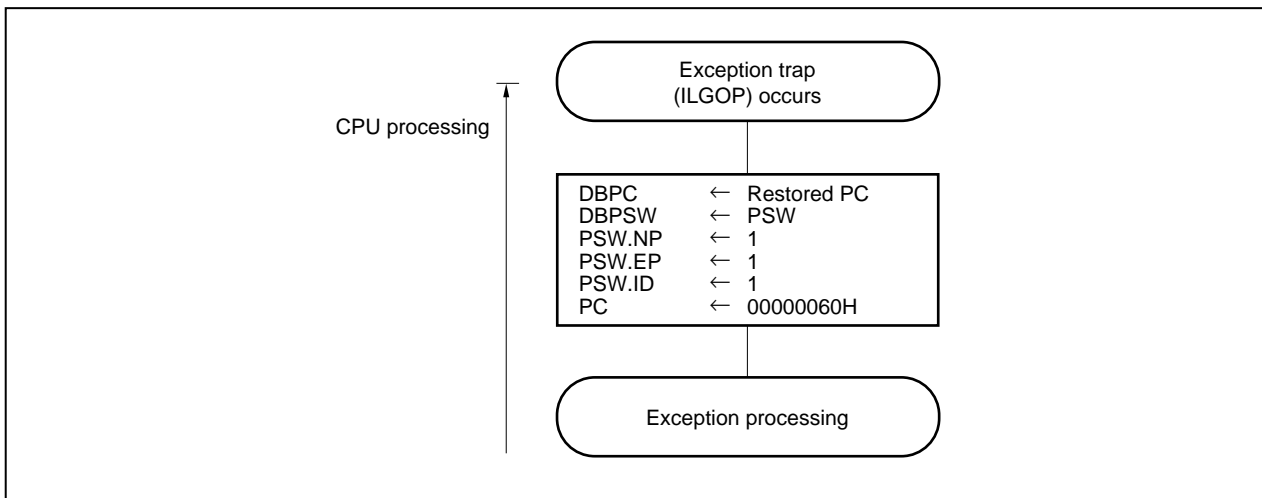 Exception trap
(ILGOP) occurs
CPU processing
DBPC ← Restored PC
DBPSW ← PSW
PSW.NP ← 1
PSW.EP ← 1
PSW.ID ← 1
PC ← 00000060H
Exception processing